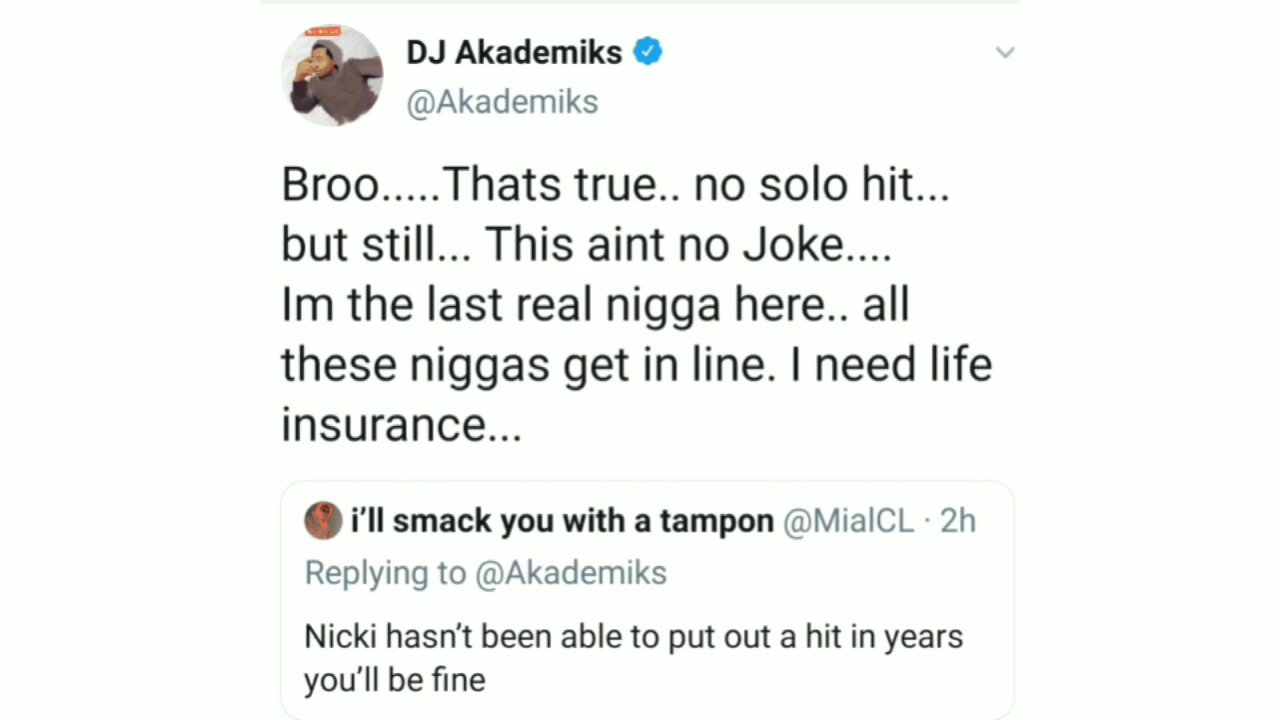 DJ Akademiks
@Akademiks
Broo.....Thats true.. no solo hit...
but still... This aint no Joke....
Im the last real nigga here.. all
these niggas get in line. I need life
insurance...
i'll smack you with a tampon @MialCL · 2h
Replying to @Akademiks
Nicki hasn't been able to put out a hit in years
you'll be fine